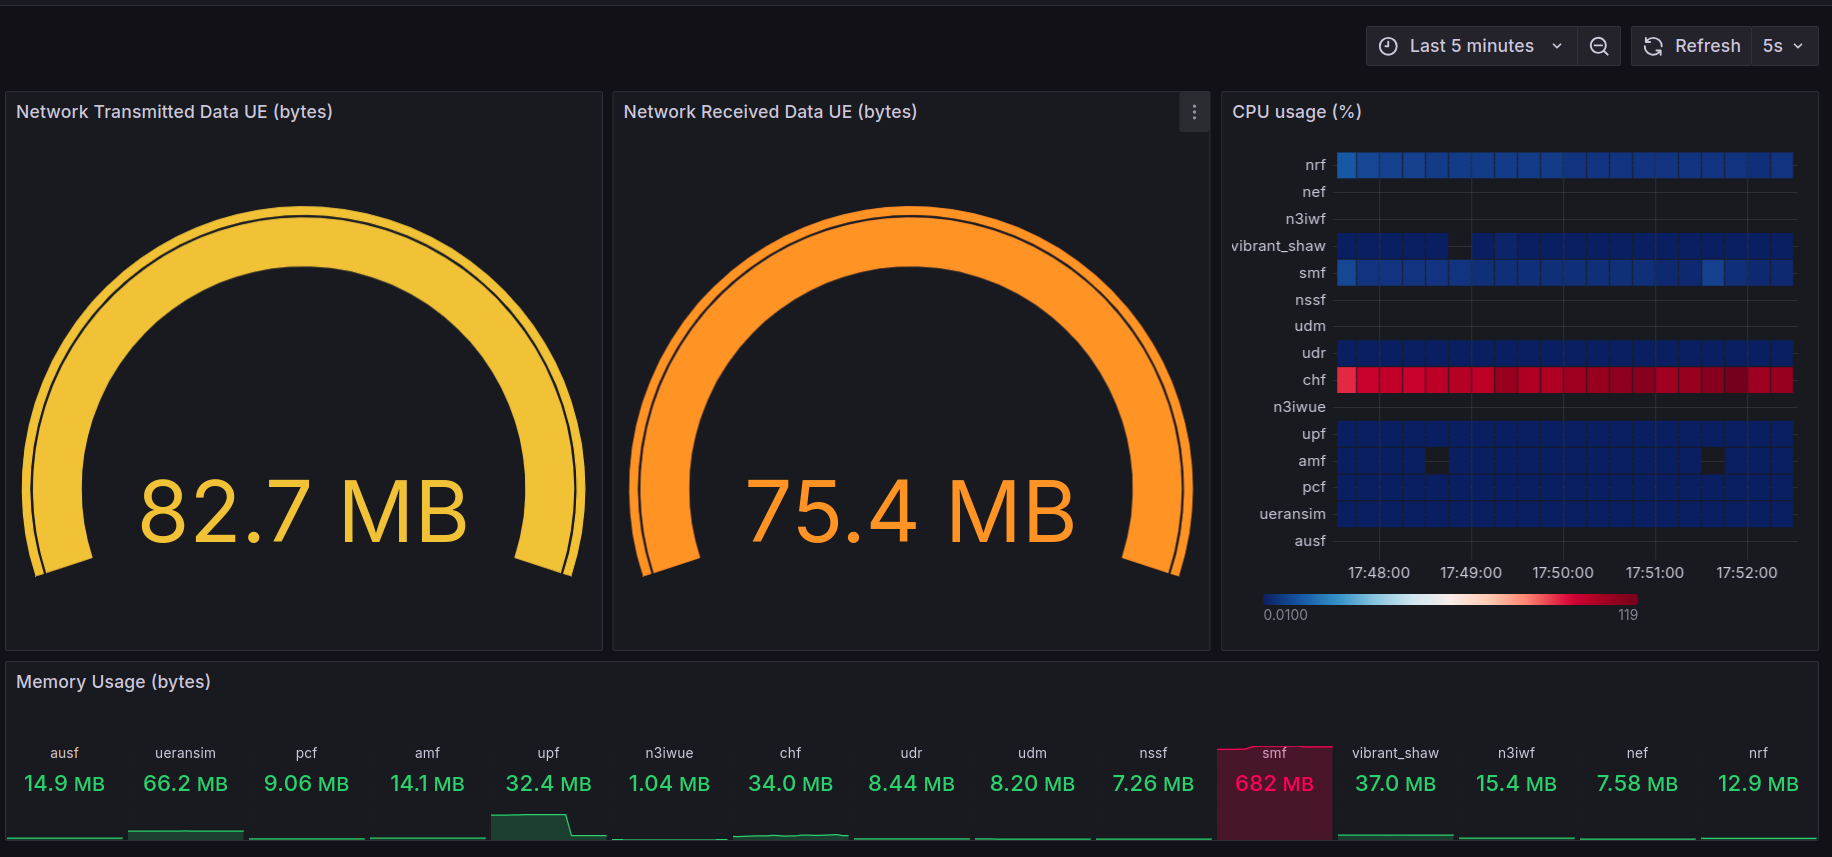 Last 5 minutes
Refresh
5s
Network Transmitted Data UE (bytes)
82.7 MB
Network Received Data UE (bytes)
75.4 MB
CPU usage (%)
nrf
nef
n3iwf
vibrant_shaw
smf
nssf
udm
udr
chf
n3iwue
upf
amf
pcf
ueransim
ausf
17:48:00 17:49:00 17:50:00 17:51:00 17:52:00
0.0100 119
Memory Usage (bytes)
ausf ueransim pcf amf upf n3iwue chf udr udm nssf smf vibrant_shaw n3iwf nef nrf
14.9 MB 66.2 MB 9.06 MB 14.1 MB 32.4 MB 1.04 MB 34.0 MB 8.44 MB 8.20 MB 7.26 MB 682 MB 37.0 MB 15.4 MB 7.58 MB 12.9 MB